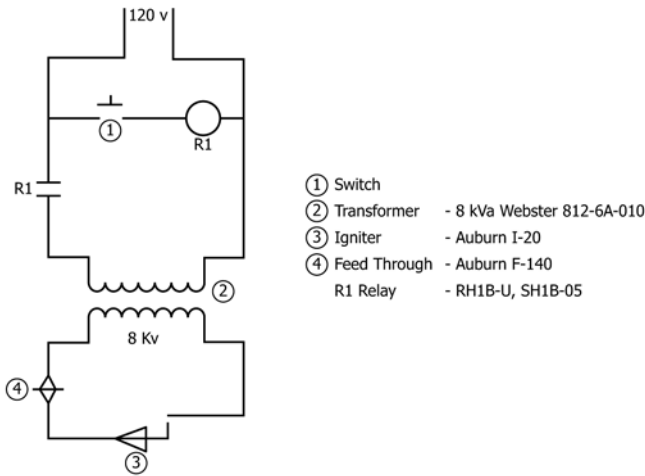 120 v
1
R1
R1
2
8 Kv
4
3
1 Switch
2 Transformer - 8 kVa Webster 812-6A-010
3 Igniter - Auburn I-20
4 Feed Through - Auburn F-140
R1 Relay - RH1B-U, SH1B-05